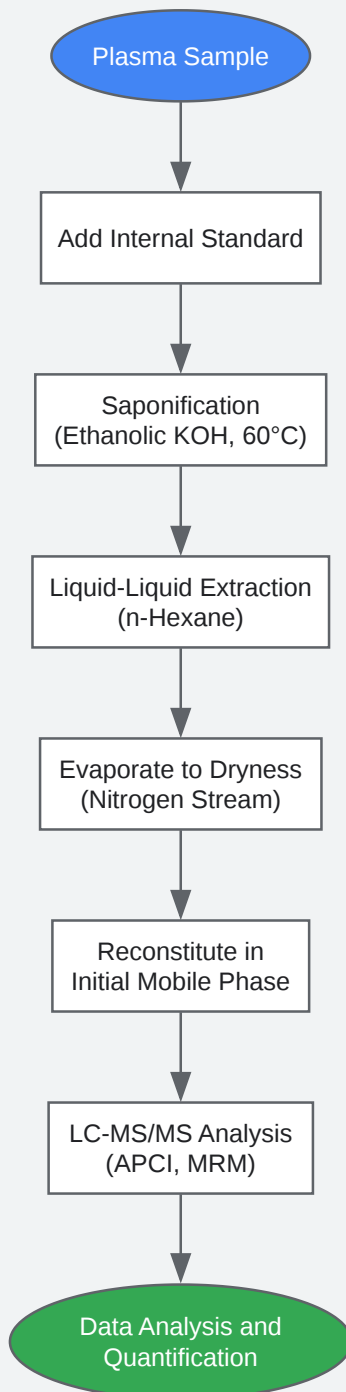 Plasma Sample
Add Internal Standard
Saponification
(Ethanolic KOH, 60°C)
Liquid-Liquid Extraction
(n-Hexane)
Evaporate to Dryness
(Nitrogen Stream)
Reconstitute in
Initial Mobile Phase
LC-MS/MS Analysis
(APCI, MRM)
Data Analysis and
Quantification